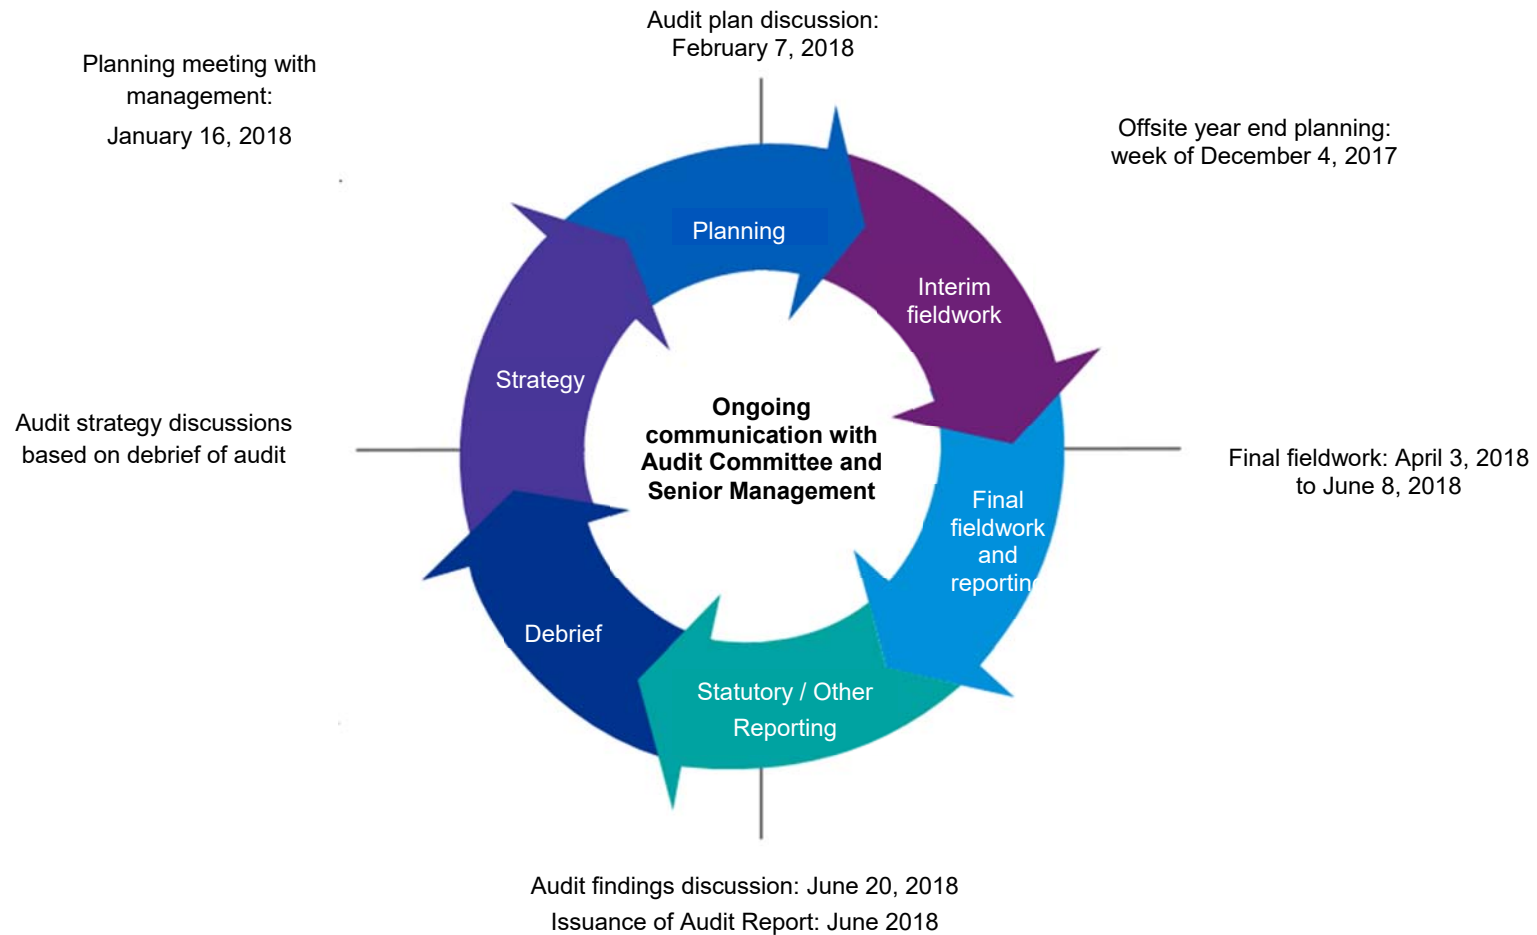 Audit plan discussion:
February 7, 2018
Planning meeting with
management:
January 16, 2018
Offsite year end planning:
week of December 4, 2017
Planning
Interim
fieldwork
Strategy
Ongoing
communication with
Audit Committee and
Senior Management
Audit strategy discussions
based on debrief of audit
Final fieldwork: April 3, 2018
to June 8, 2018
Final
fieldwork
and
reporting
Debrief
Statutory / Other
Reporting
Audit findings discussion: June 20, 2018
Issuance of Audit Report: June 2018